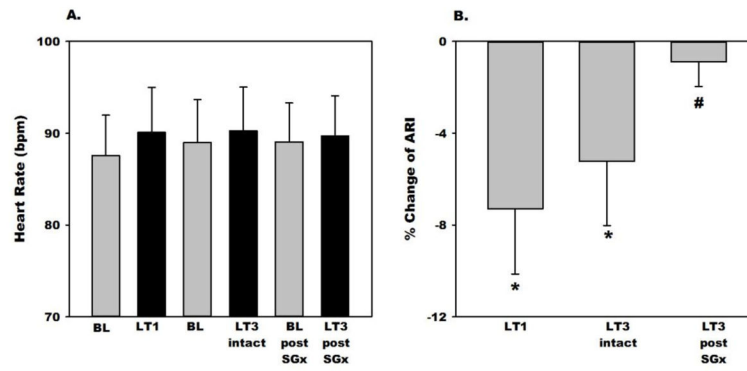 A.
100
90
80
70
Heart Rate (bpm)
BL LT1 BL LT3 BL LT3
intact post post
SGx SGx
B.
0
-4
-8
-12
% Change of ARI
*
*
#
LT1 LT3 LT3
intact post
SGx